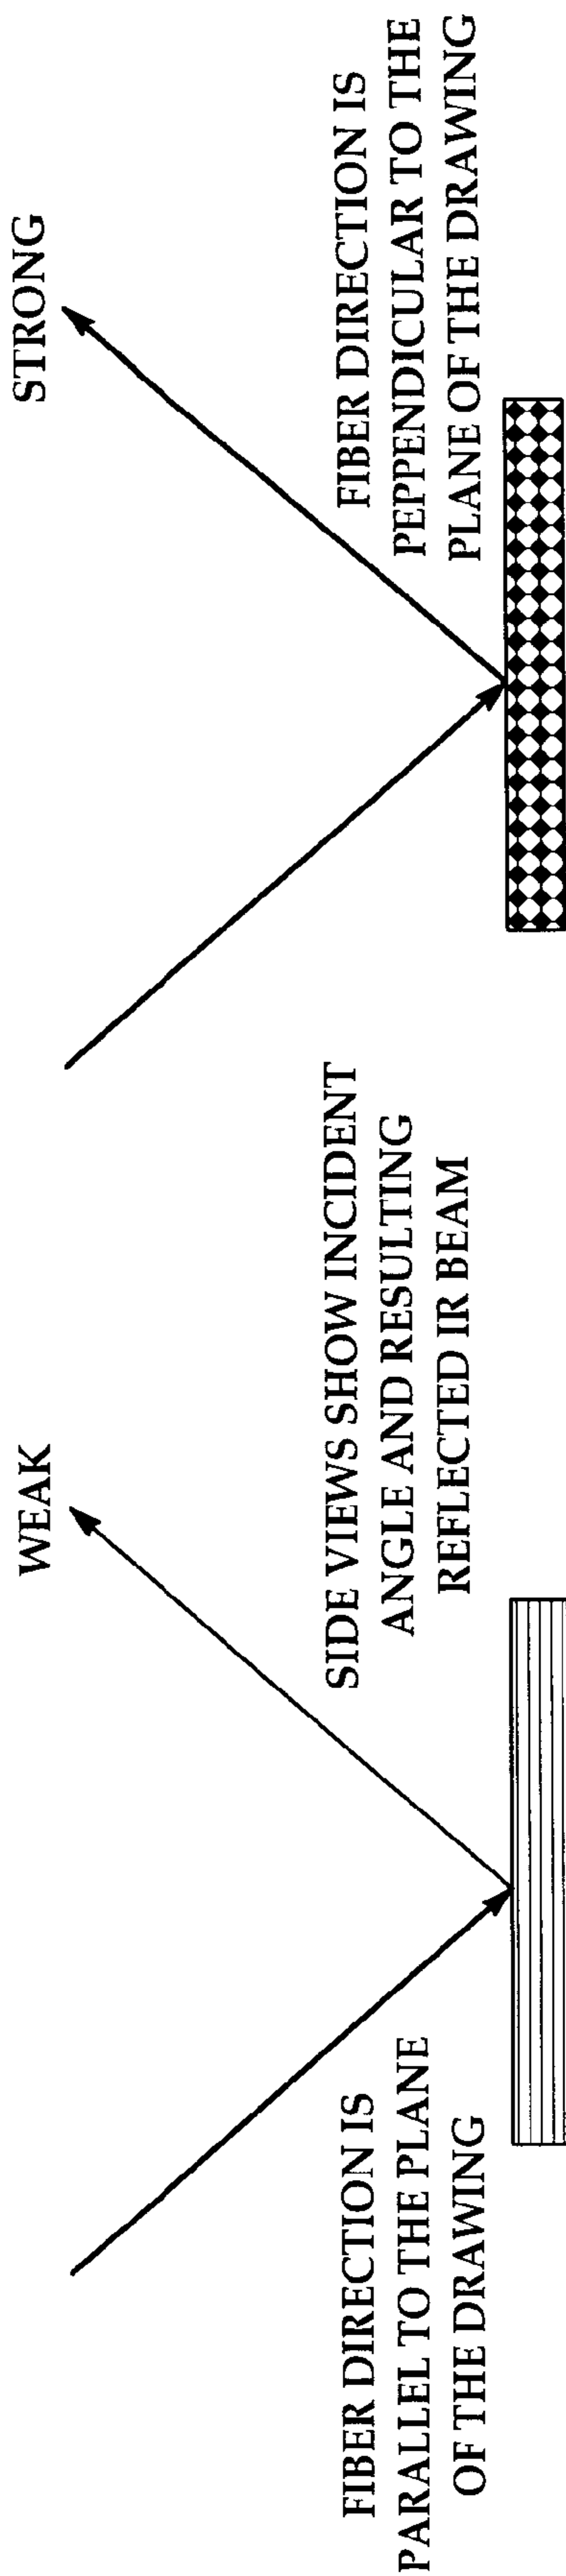 WEAK
FIBER DIRECTION IS
PARALLEL TO THE PLANE
OF THE DRAWING
SIDE VIEWS SHOW INCIDENT
ANGLE AND RESULTING
REFLECTED IR BEAM
STRONG
FIBER DIRECTION IS
PEPPENDICULAR TO THE
PLANE OF THE DRAWING